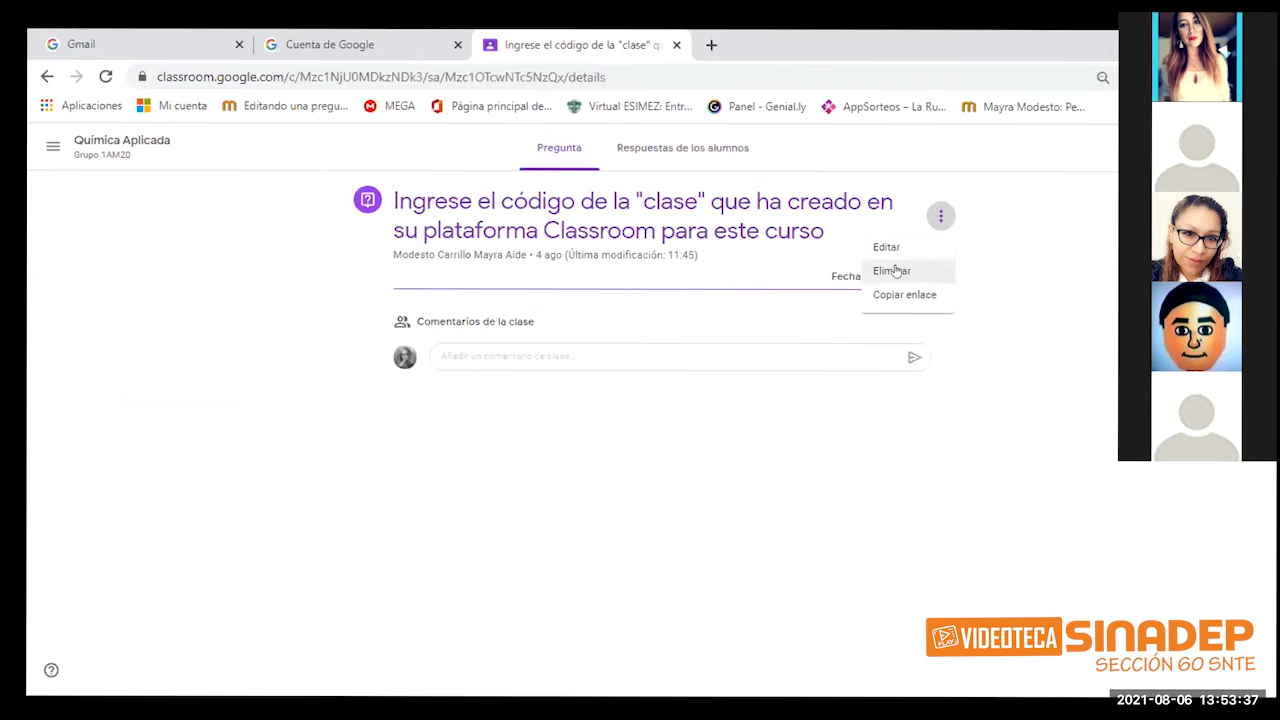 Gmail
Cuenta de Google
Ingrese el código de la "clase" qu
classroom.google.com/c/Mzc1NjU0MDkzNDk3/sa/Mzc1OTcwNTc5NzQx/details
Aplicaciones
Mi cuenta
Editando una pregu...
MEGA
Página principal de...
Virtual ESIMEZ: Entr...
Panel - Genial.ly
AppSorteos – La Ru...
Mayra Modesto: Pe...
Química Aplicada
Grupo 1AM20
Pregunta
Respuestas de los alumnos
Ingrese el código de la "clase" que ha creado en
su plataforma Classroom para este curso
Modesto Carrillo Mayra Aide • 4 ago (Última modificación: 11:45)
Fecha
Editar
Eliminar
Copiar enlace
Comentarios de la clase
Añadir un comentario de clase...
PLAY
VIDEOTECA
SINADEP
SECCIÓN 60 SNTE
2021-08-06 13:53:37